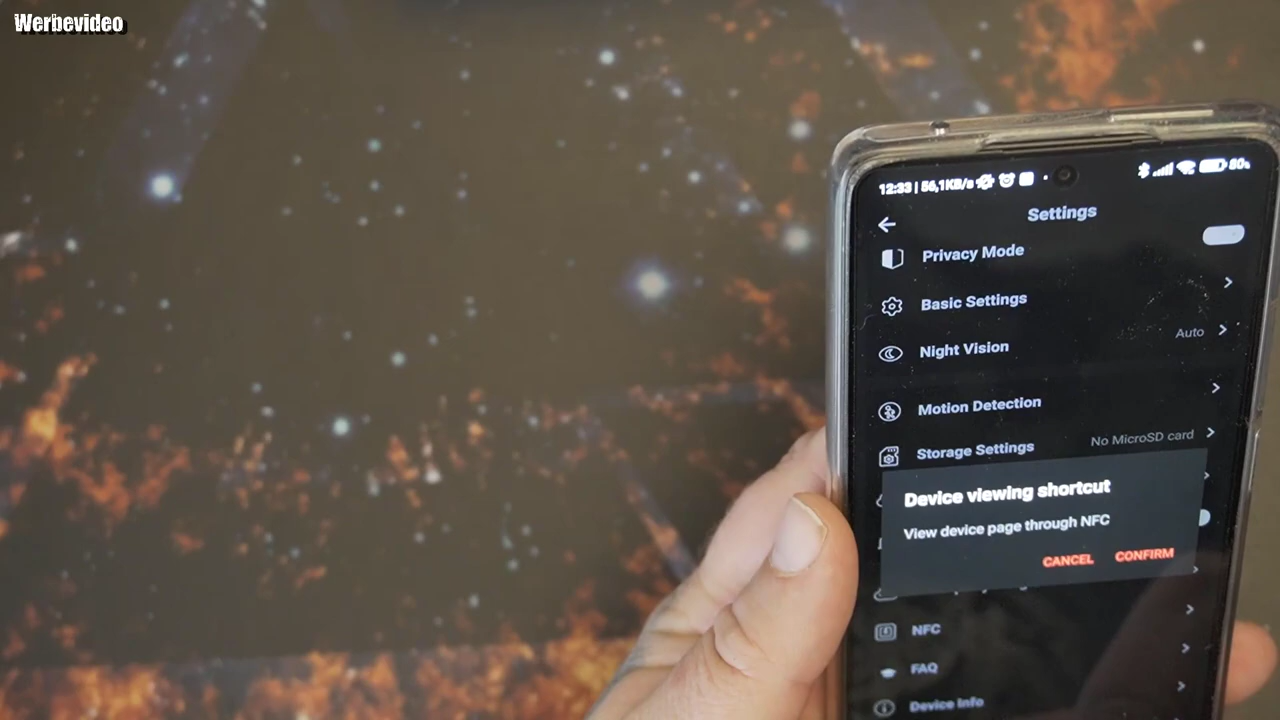 Werbevideo
12:33 | 56,1KB/s
80%
Settings
Privacy Mode
Basic Settings
Night Vision
Auto
Motion Detection
Storage Settings
No MicroSD card
Device viewing shortcut
View device page through NFC
CANCEL
CONFIRM
NFC
FAQ
Device Info